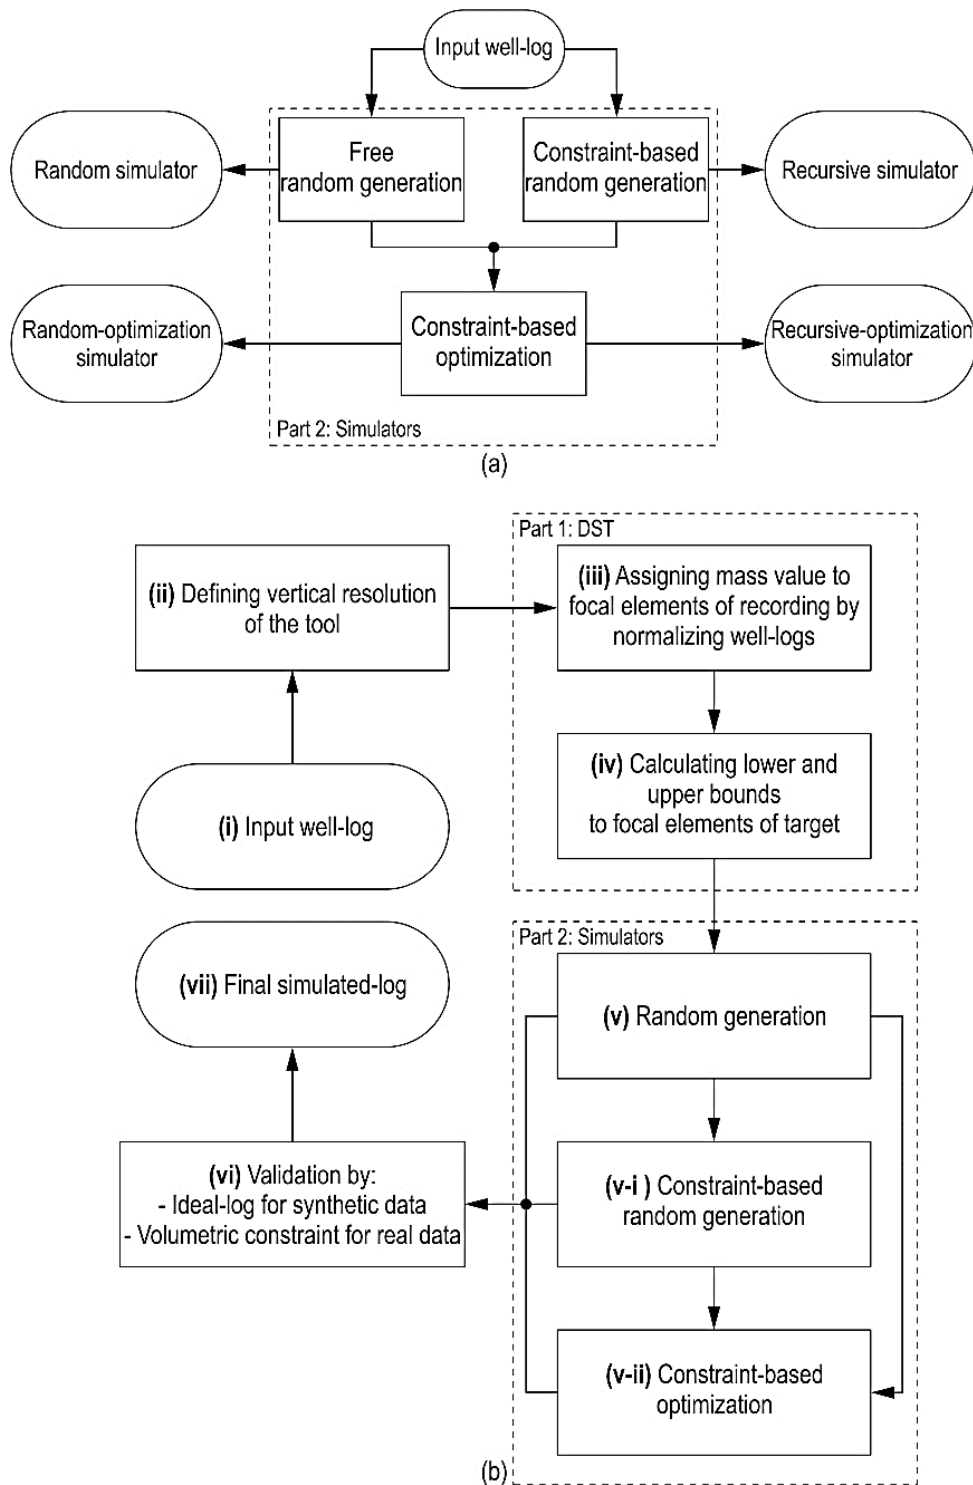 Input well-log
Free
random generation
Constraint-based
random generation
Random simulator
Recursive simulator
Constraint-based
optimization
Random-optimization
simulator
Recursive-optimization
simulator
Part 2: Simulators
(a)
Part 1: DST
(ii) Defining vertical resolution
of the tool
(iii) Assigning mass value to
focal elements of recording by
normalizing well-logs
(i) Input well-log
(iv) Calculating lower and
upper bounds
to focal elements of target
Part 2: Simulators
(vii) Final simulated-log
(v) Random generation
(vi) Validation by:
- Ideal-log for synthetic data
- Volumetric constraint for real data
(v-i ) Constraint-based
random generation
(v-ii) Constraint-based
optimization
(b)